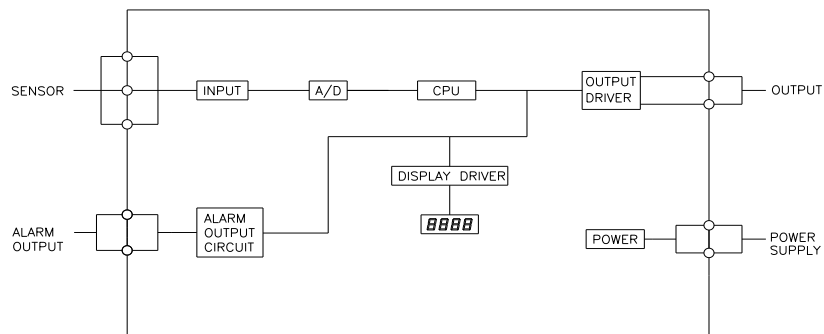 SENSOR
INPUT
A/D
CPU
OUTPUT
DRIVER
OUTPUT
DISPLAY DRIVER
8888
ALARM
OUTPUT
ALARM
OUTPUT
CIRCUIT
POWER
POWER
SUPPLY